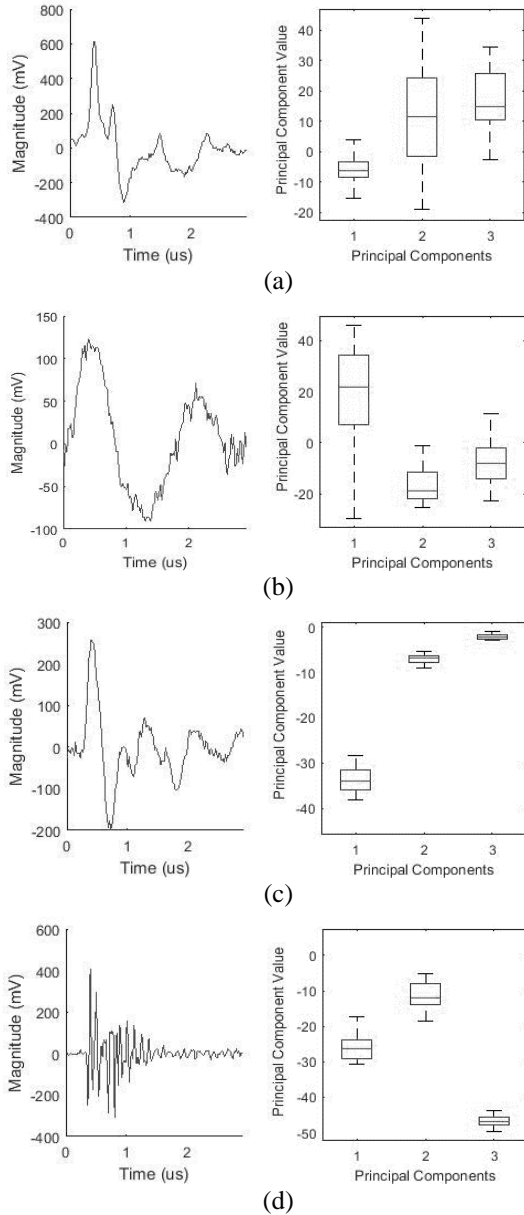 800
600
400
200
0
-200
-400
Magnitude (mV)
0 1 2
Time (us)
40
30
20
10
0
-10
-20
Principal Component Value
1 2 3
Principal Components
(a)
150
100
50
0
-50
-100
Magnitude (mV)
0 1 2
Time (us)
40
20
0
-20
Principal Component Value
1 2 3
Principal Components
(b)
300
200
100
0
-100
-200
Magnitude (mV)
0 1 2
Time (us)
0
-10
-20
-30
-40
Principal Component Value
1 2 3
Principal Components
(c)
600
400
200
0
-200
-400
Magnitude (mV)
0 1 2
Time (us)
0
-10
-20
-30
-40
-50
Principal Component Value
1 2 3
Principal Components
(d)